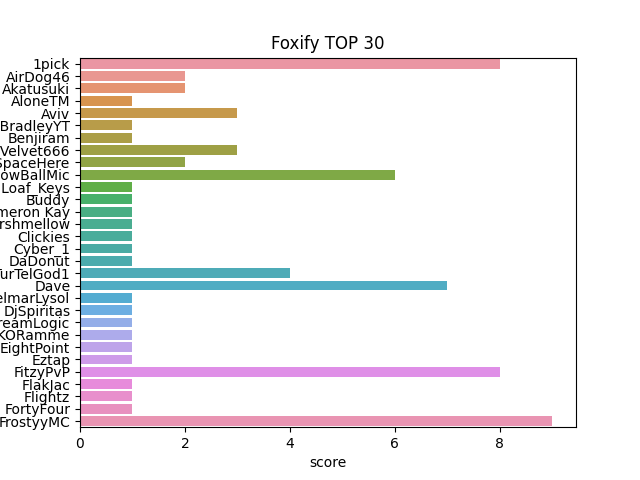 Foxify TOP 30
1pick
AirDog46
Akatusuki
AloneTM
Aviv
BradleyYT
Benjiram
Velvet666
SpaceHere
owBallMic
Loaf_Keys
Buddy
meron Kay
rshmellow
Clickies
Cyber_1
DaDonut
TurTelGod1
Dave
elmarLysol
DjSpiritas
reamLogic
KORamme
EightPoint
Eztap
FitzyPvP
FlakJac
Flightz
FortyFour
FrostyyMC
0 2 4 6 8
score